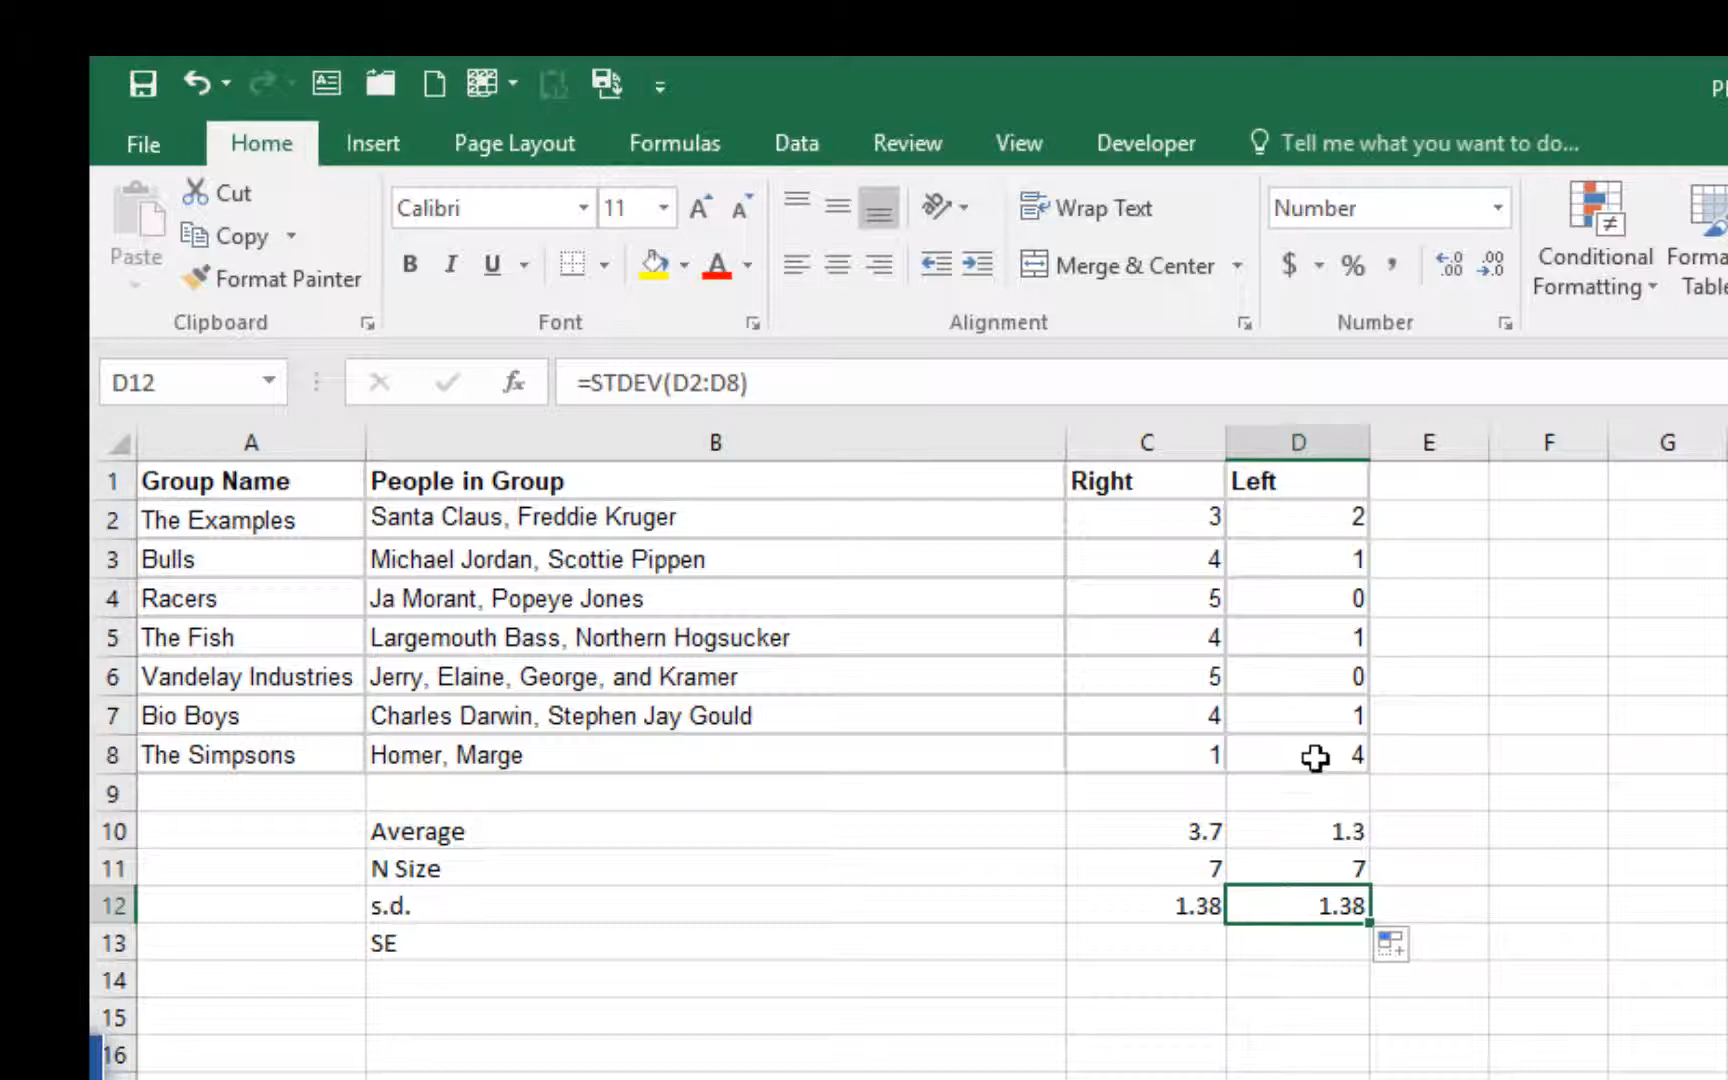 P
File Home Insert Page Layout Formulas Data Review View Developer Tell me what you want to do...
Paste
Cut
Copy
Format Painter
Clipboard
Calibri 11
B I U
Font
Wrap Text
Merge & Center
Alignment
Number
$ % ,
Number
Conditional Formatting
D12 fx =STDEV(D2:D8)
A B C D E F G
1 Group Name People in Group Right Left
2 The Examples Santa Claus, Freddie Kruger 3 2
3 Bulls Michael Jordan, Scottie Pippen 4 1
4 Racers Ja Morant, Popeye Jones 5 0
5 The Fish Largemouth Bass, Northern Hogsucker 4 1
6 Vandelay Industries Jerry, Elaine, George, and Kramer 5 0
7 Bio Boys Charles Darwin, Stephen Jay Gould 4 1
8 The Simpsons Homer, Marge 1 4
9
10 Average 3.7 1.3
11 N Size 7 7
12 s.d. 1.38 1.38
13 SE
14
15
16